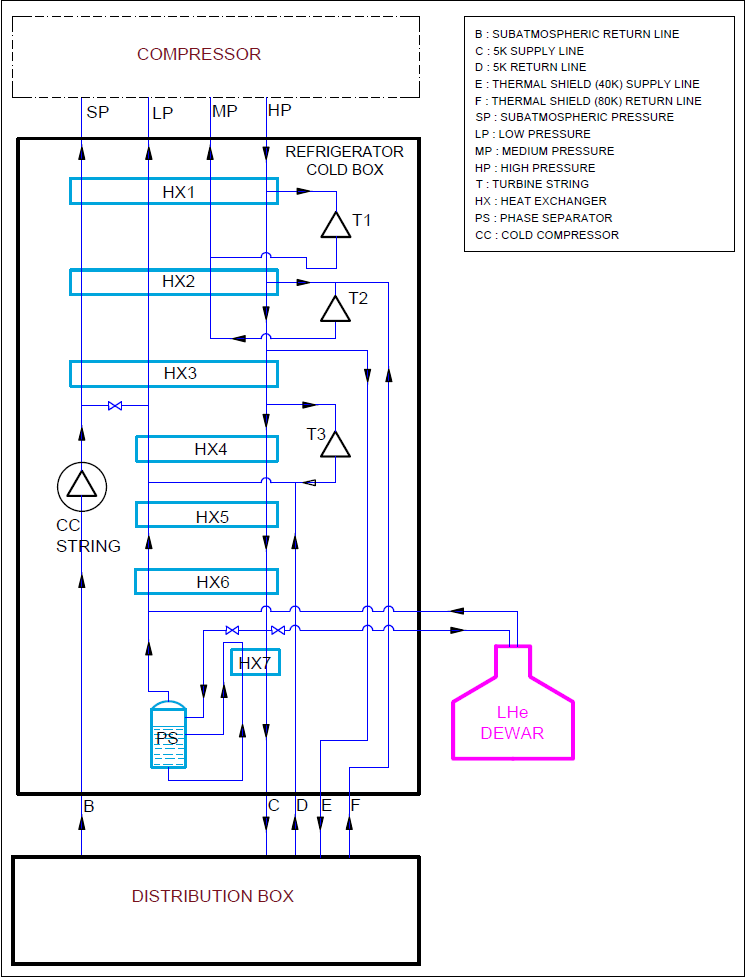 COMPRESSOR
B : SUBATMOSPHERIC RETURN LINE
C : 5K SUPPLY LINE
D : 5K RETURN LINE
E : THERMAL SHIELD (40K) SUPPLY LINE
F : THERMAL SHIELD (80K) RETURN LINE
SP : SUBATMOSPHERIC PRESSURE
LP : LOW PRESSURE
MP : MEDIUM PRESSURE
HP : HIGH PRESSURE
T : TURBINE STRING
HX : HEAT EXCHANGER
PS : PHASE SEPARATOR
CC : COLD COMPRESSOR
SP LP MP HP
REFRIGERATOR
COLD BOX
HX1
T1
HX2
T2
HX3
T3
HX4
CC
STRING
HX5
HX6
HX7
PS
LHe
DEWAR
B C D E F
DISTRIBUTION BOX